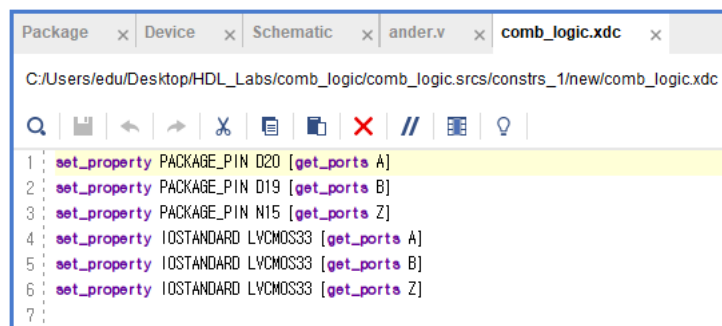 Package × Device × Schematic × ander.v × comb_logic.xdc ×
C:/Users/edu/Desktop/HDL_Labs/comb_logic/comb_logic.srcs/constrs_1/new/comb_logic.xdc
1 set_property PACKAGE_PIN D20 [get_ports A]
2 set_property PACKAGE_PIN D19 [get_ports B]
3 set_property PACKAGE_PIN N15 [get_ports Z]
4 set_property IOSTANDARD LVCMOS33 [get_ports A]
5 set_property IOSTANDARD LVCMOS33 [get_ports B]
6 set_property IOSTANDARD LVCMOS33 [get_ports Z]
7